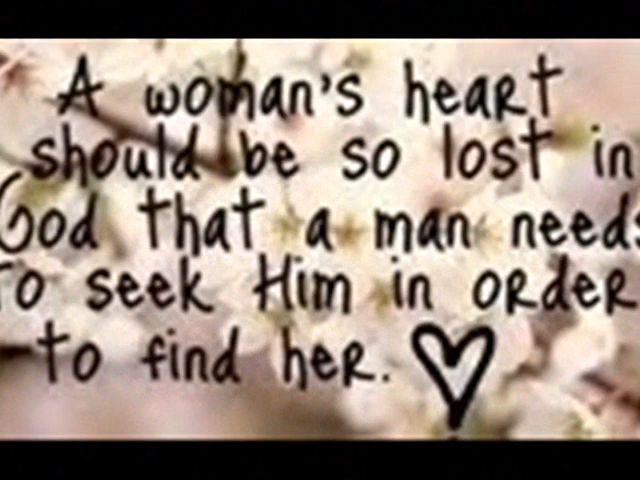 A woman's heart
should be so lost in
God that a man needs
To seek Him in order
to find her.